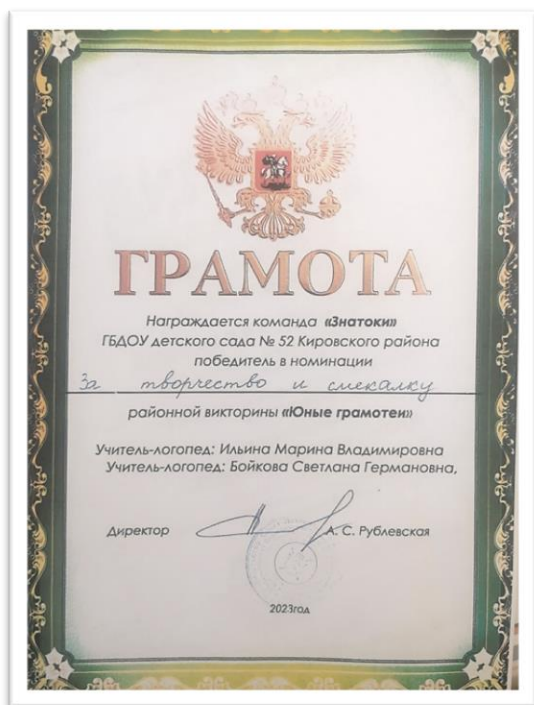 ГРАМОТА
Награждается команда «Знатоки»
ГБДОУ детского сада № 52 Кировского района
победитель в номинации
За творчество и смекалку
районной викторины «Юные грамотеи»
Учитель-логопед: Ильина Марина Владимировна
Учитель-логопед: Бойкова Светлана Германовна,
Директор А. С. Рублевская
2023год